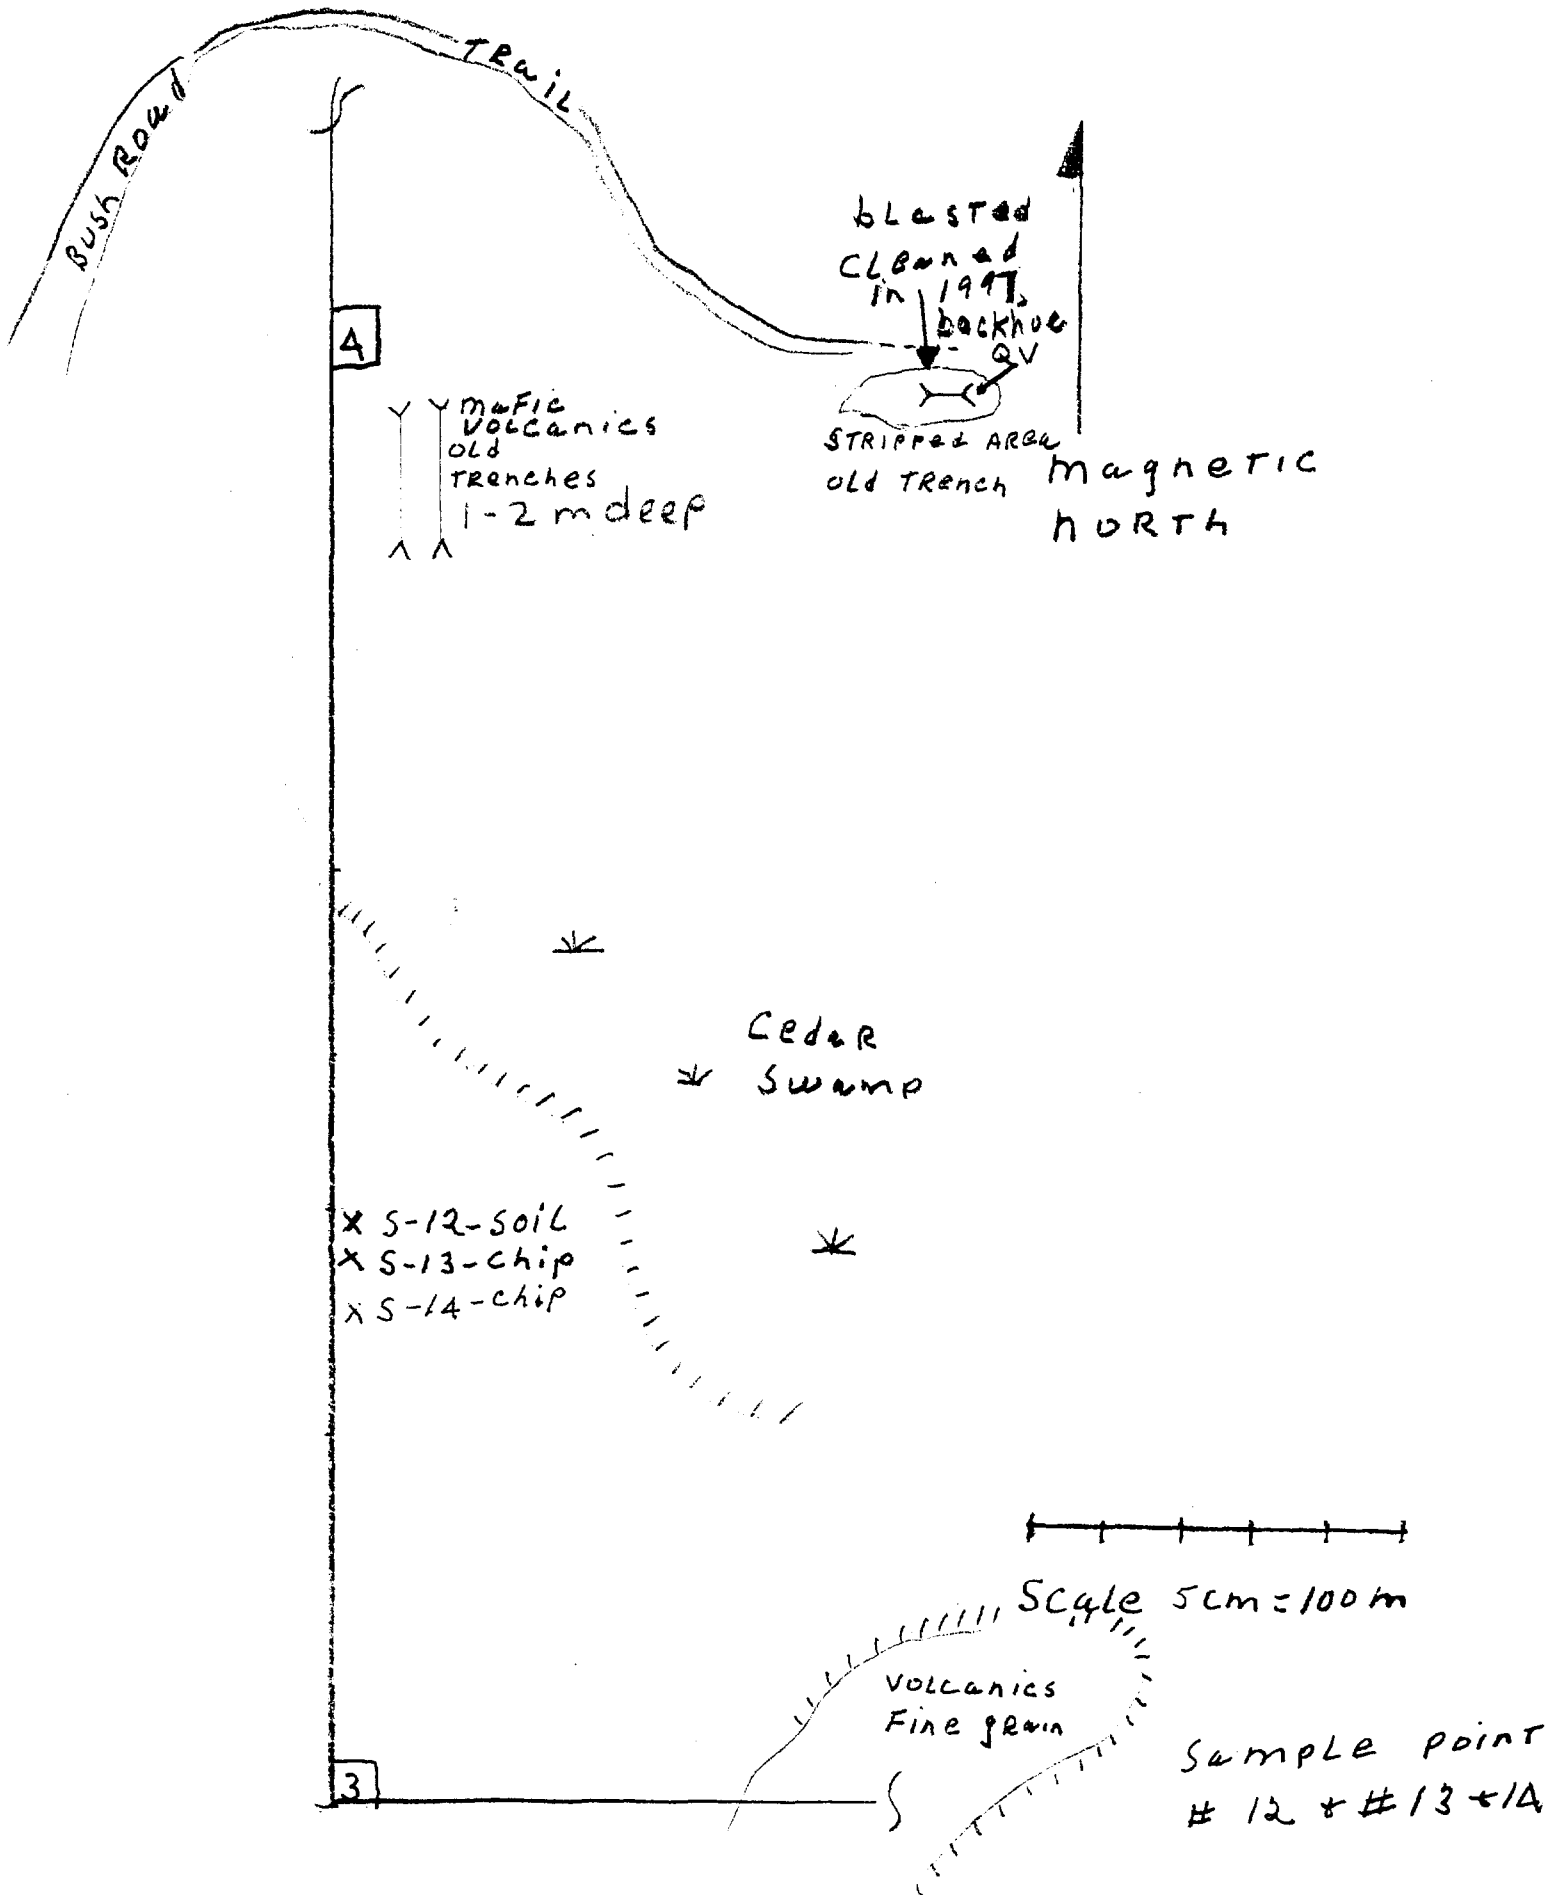 TRaiL
Bush Road
bLasTed
CLeaned
in 1997,
backhoe
QV
4
maFic
VoLcanics
OLd
TRenches
1-2 m deep
STRIPPed AREa
OLd TRench
magneTic
noRTh
CedaR
Swamp
x S-12-SoiL
x S-13-Chip
x S-14-Chip
Scale 5cm = 100 m
VoLcanics
Fine gRain
3
SampLe poinT
# 12 + # 13 + 14